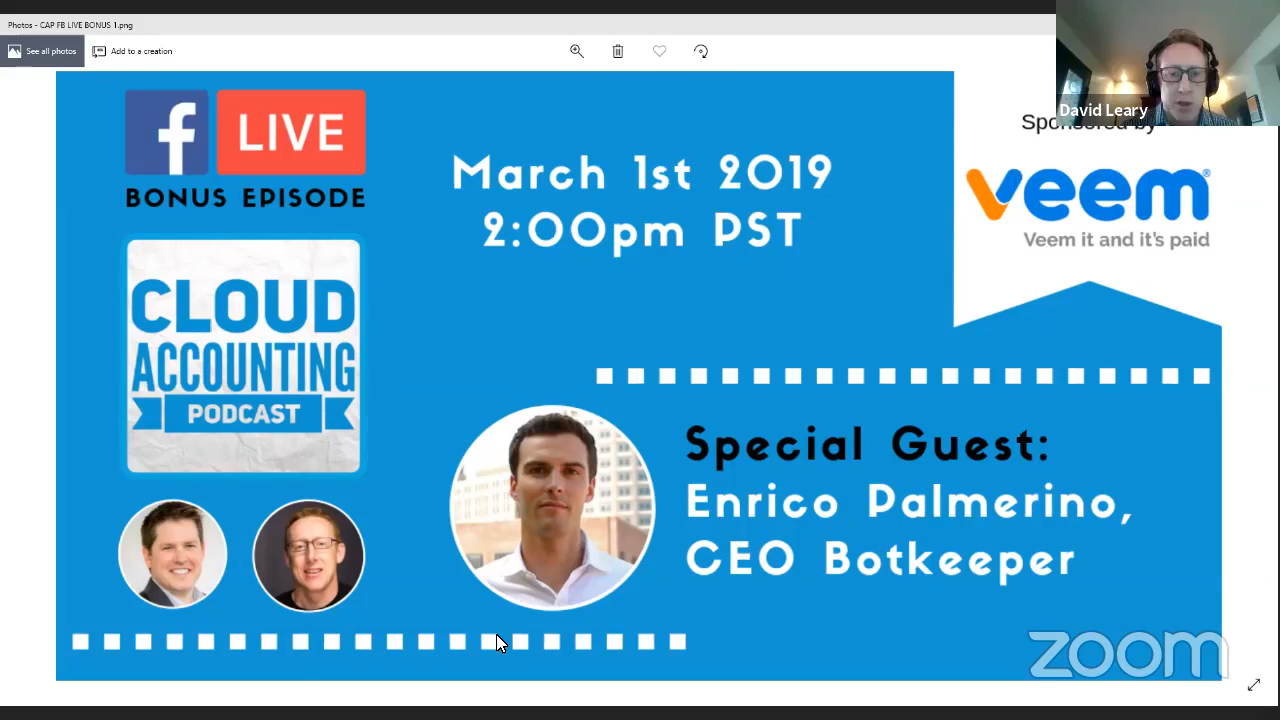 Photos - CAP FB LIVE BONUS 1.png
See all photos
Add to a creation
David Leary
Sponsored by
f LIVE
BONUS EPISODE
March 1st 2019
2:00pm PST
veem®
Veem it and it's paid
CLOUD
ACCOUNTING
PODCAST
Special Guest:
Enrico Palmerino,
CEO Botkeeper
zoom